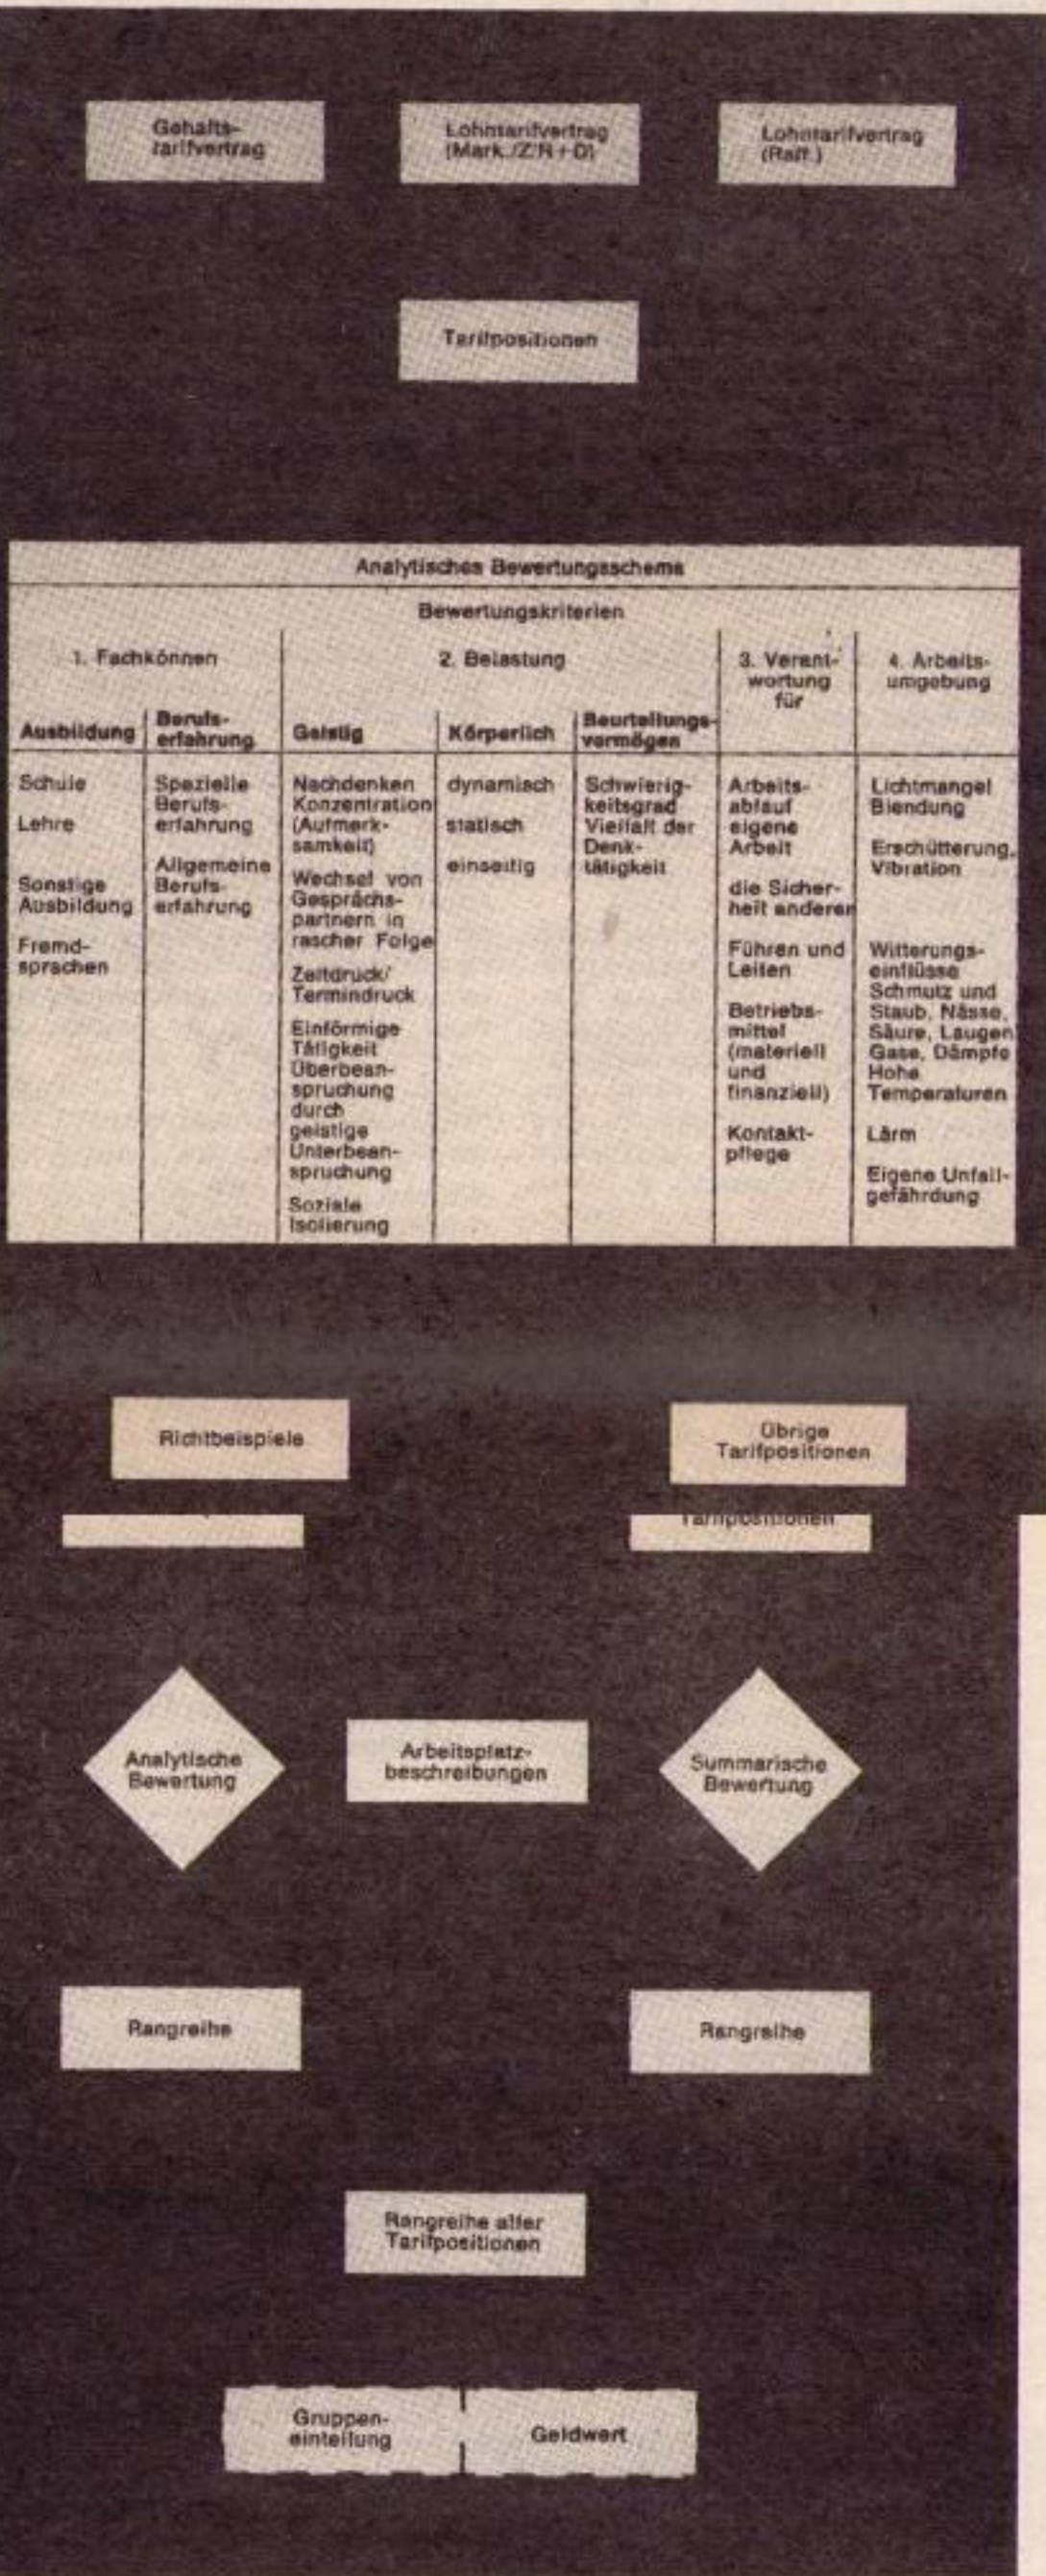 Gehalts-
tarifvertrag
Lohntarifvertrag
(Mark./Z/R+D)
Lohntarifvertrag
(Raff.)
Tarifpositionen
Analytisches Bewertungsschema
Bewertungskriterien
1. Fachkönnen
2. Belastung
3. Verant-
wortung
für
4. Arbeits-
umgebung
Ausbildung
Berufs-
erfahrung
Geistig
Körperlich
Beurteilungs-
vermögen
Schule
Lehre
Sonstige
Ausbildung
Fremd-
sprachen
Spezielle
Berufs-
erfahrung
Allgemeine
Berufs-
erfahrung
Nachdenken
Konzentration
(Aufmerk-
samkeit)
Wechsel von
Gesprächs-
partnern in
rascher Folge
Zeitdruck/
Termindruck
Einförmige
Tätigkeit
Überbean-
spruchung
durch
geistige
Unterbean-
spruchung
Soziale
Isolierung
dynamisch
statisch
einseitig
Schwierig-
keitsgrad
Vielfalt der
Denk-
tätigkeit
Arbeits-
ablauf
eigene
Arbeit
die Sicher-
heit anderer
Führen und
Leiten
Betriebs-
mittel
(materiell
und
finanziell)
Kontakt-
pflege
Lichtmangel
Blendung
Erschütterung,
Vibration
Witterungs-
einflüsse
Schmutz und
Staub, Nässe,
Säure, Laugen
Gase, Dämpfe
Hohe
Temperaturen
Lärm
Eigene Unfall-
gefährdung
Richtbeispiele
Übrige
Tarifpositionen
Tarifpositionen
Analytische
Bewertung
Arbeitsplatz-
beschreibungen
Summarische
Bewertung
Rangreihe
Rangreihe
Rangreihe aller
Tarifpositionen
Gruppen-
einteilung
Geldwert